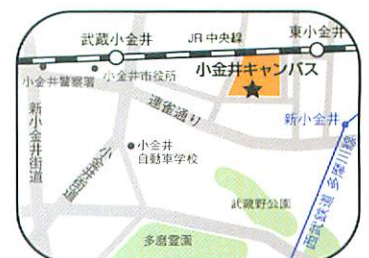 武蔵小金井
JR 中央線
東小金井
小金井警察署
小金井市役所
小金井キャンパス
連雀通り
新小金井街道
小金井街道
小金井
自動車学校
新小金井
武蔵野公園
多磨霊園
西武鉄道 多摩川線